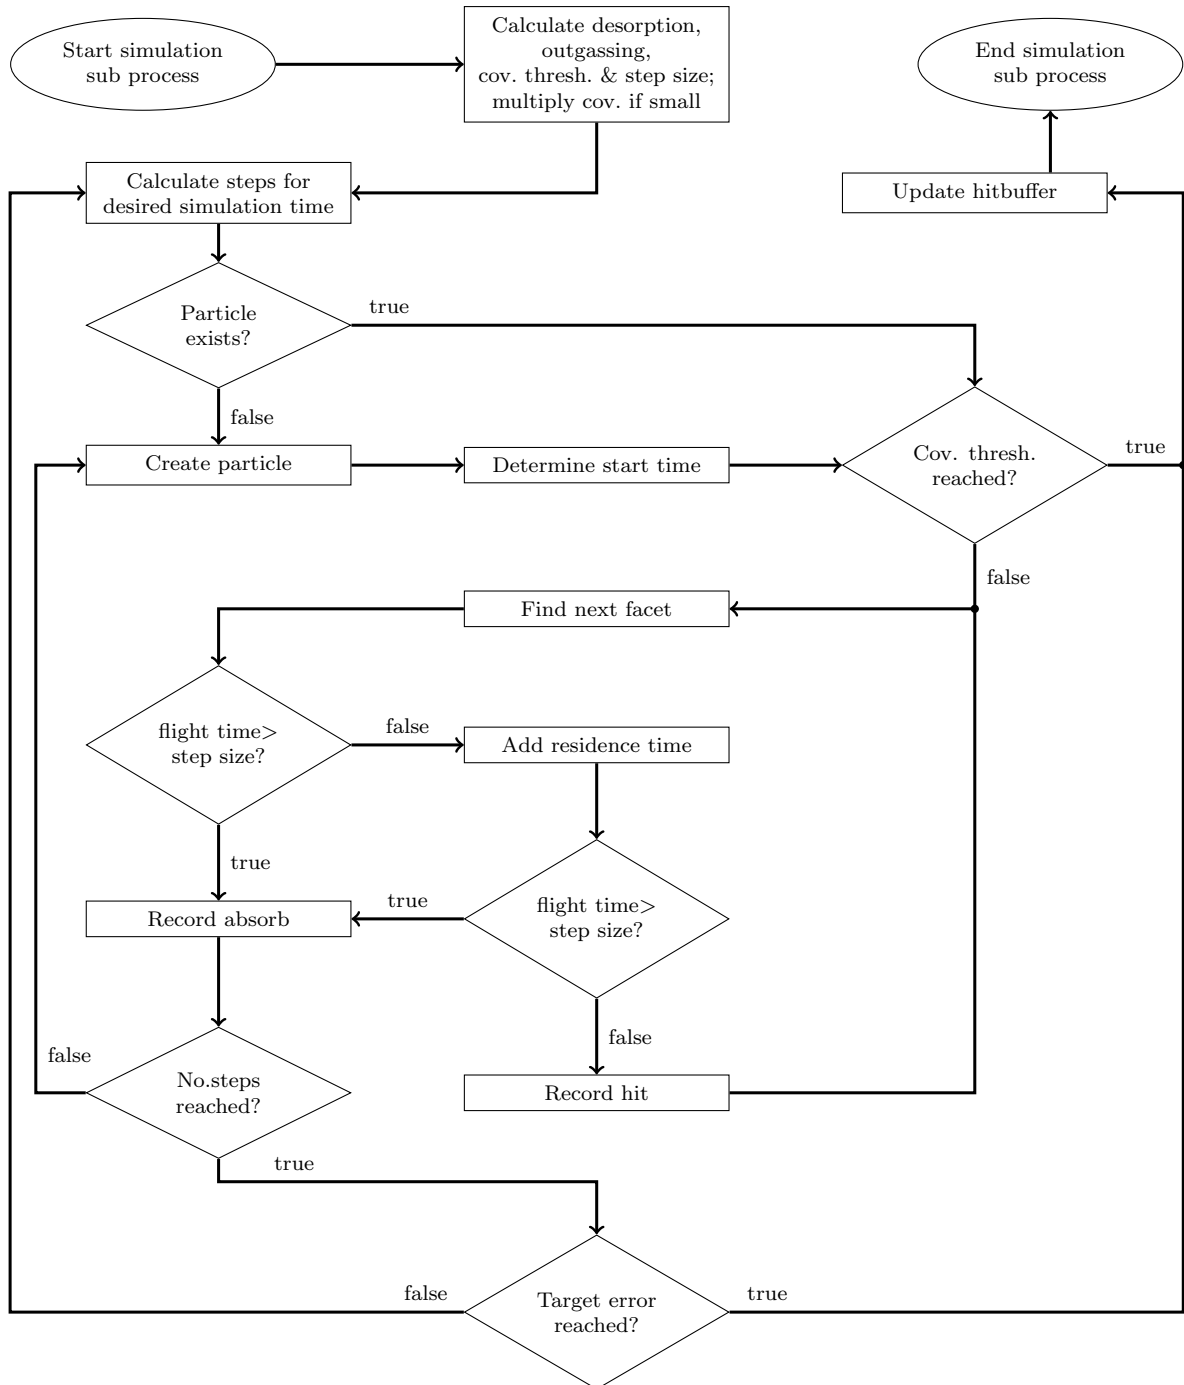 Start simulation
sub process
Calculate desorption,
outgassing,
cov. thresh. & step size;
multiply cov. if small
End simulation
sub process
Calculate steps for
desired simulation time
Update hitbuffer
Particle
exists?
true
false
Create particle
Determine start time
Cov. thresh.
reached?
true
false
Find next facet
flight time>
step size?
false
Add residence time
true
Record absorb
true
flight time>
step size?
false
false
No.steps
reached?
Record hit
true
false
Target error
reached?
true